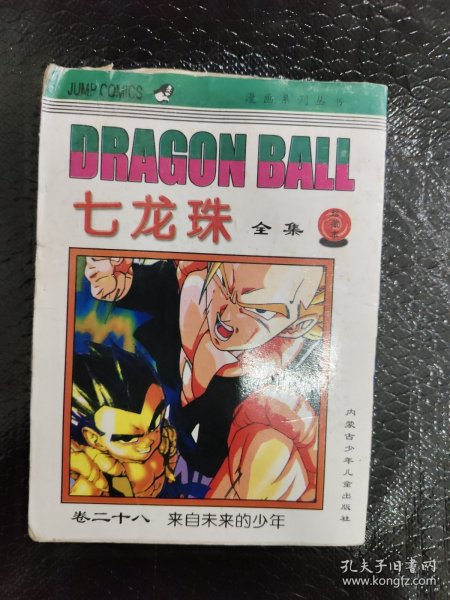 JUMP COMICS
漫画系列丛书
DRAGON BALL
七龙珠 全集
内蒙古少年儿童出版社
卷二十八 来自未来的少年
孔夫子旧书网
www.kongfz.com